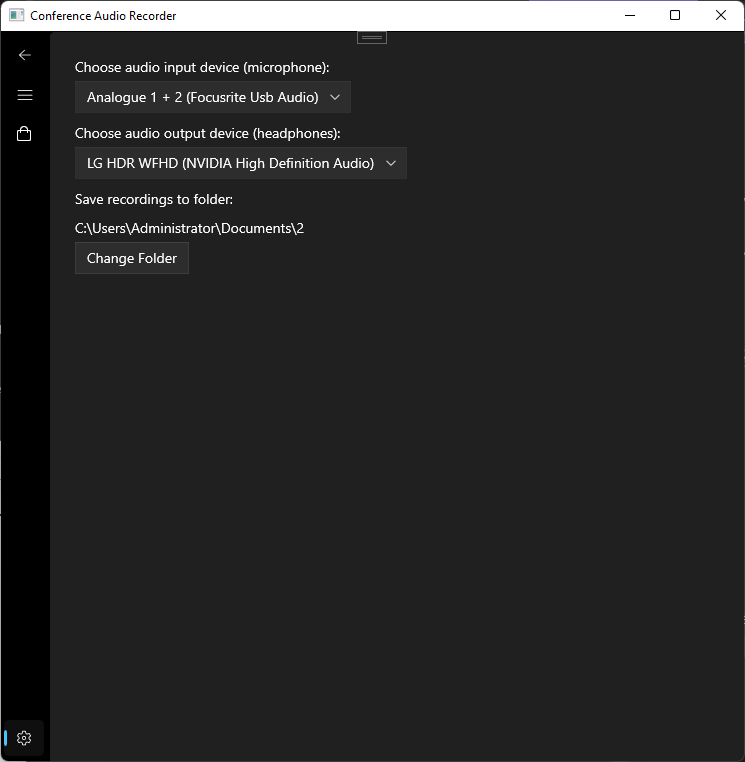 Conference Audio Recorder
Choose audio input device (microphone):
Analogue 1 + 2 (Focusrite Usb Audio)
Choose audio output device (headphones):
LG HDR WFHD (NVIDIA High Definition Audio)
Save recordings to folder:
C:\Users\Administrator\Documents\2
Change Folder